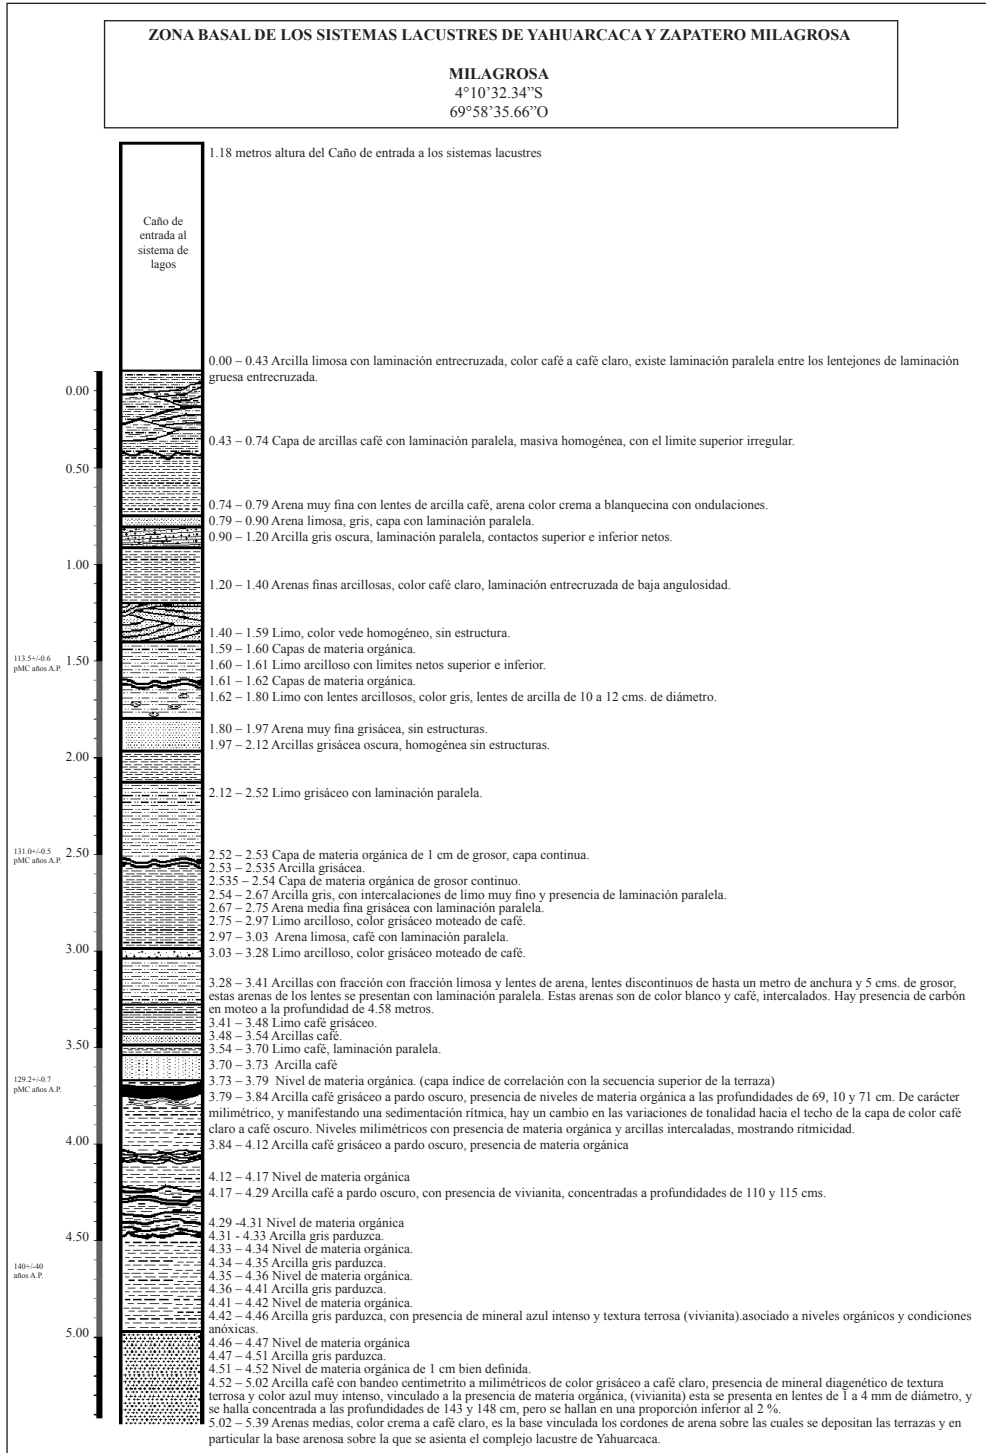 ZONA BASAL DE LOS SISTEMAS LACUSTRES DE YAHUARCACA Y ZAPATERO MILAGROSA
MILAGROSA
4°10’32.34”S
69°58’35.66”O
1.18 metros altura del Caño de entrada a los sistemas lacustres
Caño de
entrada al
sistema de
lagos
0.00 – 0.43 Arcilla limosa con laminación entrecruzada, color café a café claro, existe laminación paralela entre los lentejones de laminación
gruesa entrecruzada.
0.00
0.43 – 0.74 Capa de arcillas café con laminación paralela, masiva homogénea, con el limite superior irregular.
0.50
0.74 – 0.79 Arena muy fina con lentes de arcilla café, arena color crema a blanquecina con ondulaciones.
0.79 – 0.90 Arena limosa, gris, capa con laminación paralela.
0.90 – 1.20 Arcilla gris oscura, laminación paralela, contactos superior e inferior netos.
1.00
1.20 – 1.40 Arenas finas arcillosas, color café claro, laminación entrecruzada de baja angulosidad.
1.40 – 1.59 Limo, color vede homogéneo, sin estructura.
1.59 – 1.60 Capas de materia orgánica.
113.5+/-0.6
pMC años A.P.
1.50
1.60 – 1.61 Limo arcilloso con limites netos superior e inferior.
1.61 – 1.62 Capas de materia orgánica.
1.62 – 1.80 Limo con lentes arcillosos, color gris, lentes de arcilla de 10 a 12 cms. de diámetro.
1.80 – 1.97 Arena muy fina grisácea, sin estructuras.
1.97 – 2.12 Arcillas grisácea oscura, homogénea sin estructuras.
2.00
2.12 – 2.52 Limo grisáceo con laminación paralela.
131.0+/-0.5
pMC años A.P.
2.50
2.52 – 2.53 Capa de materia orgánica de 1 cm de grosor, capa continua.
2.53 – 2.535 Arcilla grisácea.
2.535 – 2.54 Capa de materia orgánica de grosor continuo.
2.54 – 2.67 Arcilla gris, con intercalaciones de limo muy fino y presencia de laminación paralela.
2.67 – 2.75 Arena media fina grisácea con laminación paralela.
2.75 – 2.97 Limo arcilloso, color grisáceo moteado de café.
2.97 – 3.03 Arena limosa, café con laminación paralela.
3.00
3.03 – 3.28 Limo arcilloso, color grisáceo moteado de café.
3.28 – 3.41 Arcillas con fracción con fracción limosa y lentes de arena, lentes discontinuos de hasta un metro de anchura y 5 cms. de grosor,
estas arenas de los lentes se presentan con laminación paralela. Estas arenas son de color blanco y café, intercalados. Hay presencia de carbón
en moteo a la profundidad de 4.58 metros.
3.41 – 3.48 Limo café grisáceo.
3.48 – 3.54 Arcillas café.
3.50
3.54 – 3.70 Limo café, laminación paralela.
3.70 – 3.73 Arcilla café
129.2+/-0.7
pMC años A.P.
3.73 – 3.79 Nivel de materia orgánica. (capa índice de correlación con la secuencia superior de la terraza)
3.79 – 3.84 Arcilla café grisáceo a pardo oscuro, presencia de niveles de materia orgánica a las profundidades de 69, 10 y 71 cm. De carácter
milimétrico, y manifestando una sedimentación rítmica, hay un cambio en las variaciones de tonalidad hacia el techo de la capa de color café
claro a café oscuro. Niveles milimétricos con presencia de materia orgánica y arcillas intercaladas, mostrando ritmicidad.
4.00
3.84 – 4.12 Arcilla café grisáceo a pardo oscuro, presencia de materia orgánica
4.12 – 4.17 Nivel de materia orgánica
4.17 – 4.29 Arcilla café a pardo oscuro, con presencia de vivianita, concentradas a profundidades de 110 y 115 cms.
4.29 -4.31 Nivel de materia orgánica
4.31 - 4.33 Arcilla gris parduzca.
4.50
4.33 – 4.34 Nivel de materia orgánica.
4.34 – 4.35 Arcilla gris parduzca.
140+/-40
años A.P.
4.35 – 4.36 Nivel de materia orgánica.
4.36 – 4.41 Arcilla gris parduzca.
4.41 – 4.42 Nivel de materia orgánica.
4.42 – 4.46 Arcilla gris parduzca, con presencia de mineral azul intenso y textura terrosa (vivianita).asociado a niveles orgánicos y condiciones
anóxicas.
5.00
4.46 – 4.47 Nivel de materia orgánica
4.47 – 4.51 Arcilla gris parduzca.
4.51 – 4.52 Nivel de materia orgánica de 1 cm bien definida.
4.52 – 5.02 Arcilla café con bandeo centimetrito a milimétricos de color grisáceo a café claro, presencia de mineral diagenético de textura
terrosa y color azul muy intenso, vinculado a la presencia de materia orgánica, (vivianita) esta se presenta en lentes de 1 a 4 mm de diámetro, y
se halla concentrada a las profundidades de 143 y 148 cm, pero se hallan en una proporción inferior al 2 %.
5.02 – 5.39 Arenas medias, color crema a café claro, es la base vinculada los cordones de arena sobre las cuales se depositan las terrazas y en
particular la base arenosa sobre la que se asienta el complejo lacustre de Yahuarcaca.